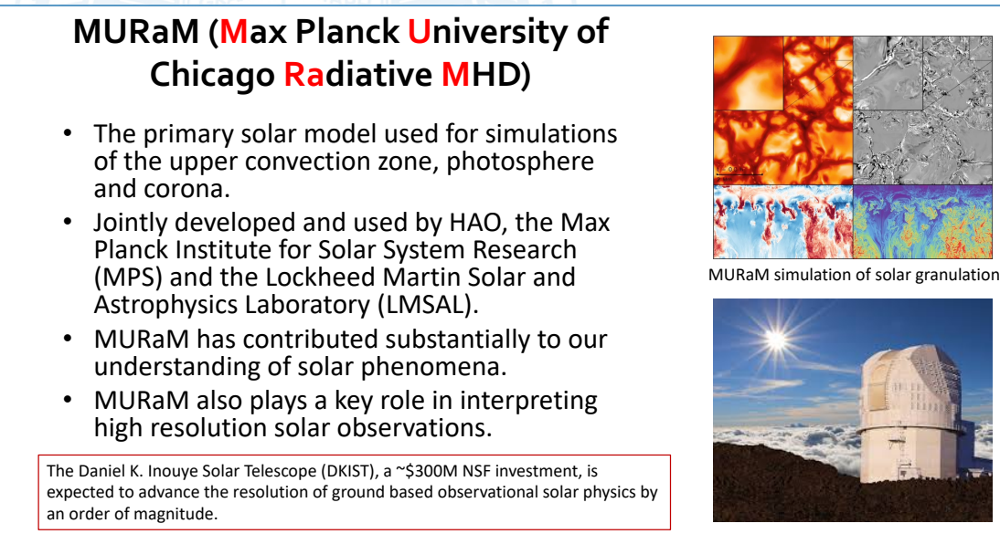 MURaM (Max Planck University of
Chicago Radiative MHD)
• The primary solar model used for simulations
of the upper convection zone, photosphere
and corona.
• Jointly developed and used by HAO, the Max
Planck Institute for Solar System Research
(MPS) and the Lockheed Martin Solar and
Astrophysics Laboratory (LMSAL).
• MURaM has contributed substantially to our
understanding of solar phenomena.
• MURaM also plays a key role in interpreting
high resolution solar observations.
The Daniel K. Inouye Solar Telescope (DKIST), a ~$300M NSF investment, is
expected to advance the resolution of ground based observational solar physics by
an order of magnitude.
MURaM simulation of solar granulation